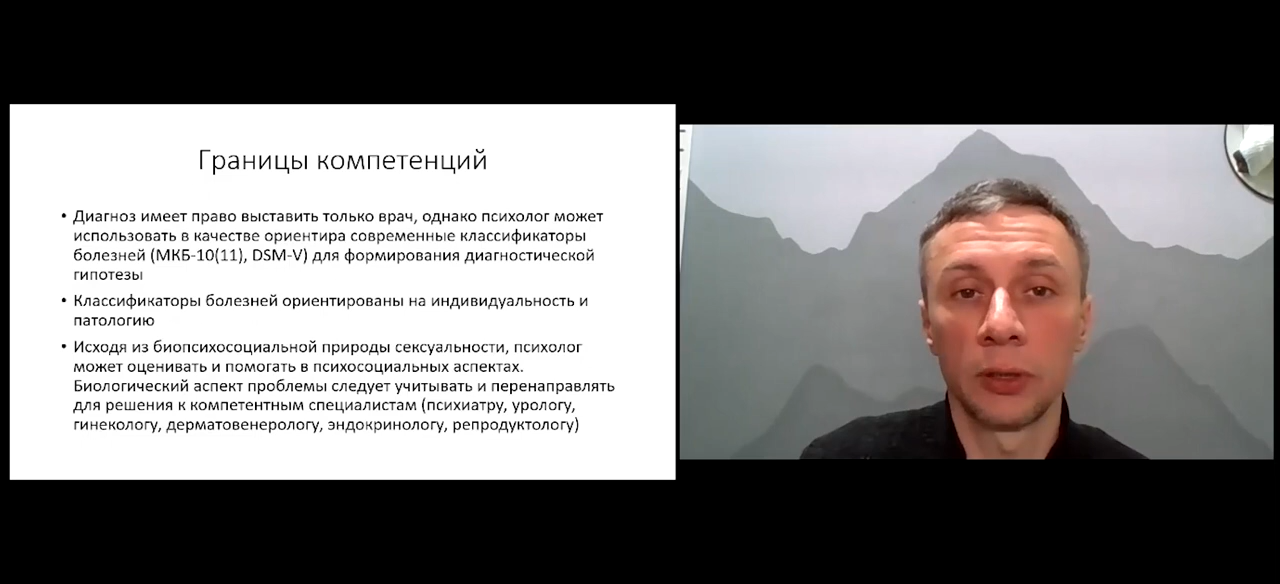 Границы компетенций
• Диагноз имеет право выставить только врач, однако психолог может
использовать в качестве ориентира современные классификаторы
болезней (МКБ-10(11), DSM-V) для формирования диагностической
гипотезы
• Классификаторы болезней ориентированы на индивидуальность и
патологию
• Исходя из биопсихосоциальной природы сексуальности, психолог
может оценивать и помогать в психосоциальных аспектах.
Биологический аспект проблемы следует учитывать и перенаправлять
для решения к компетентным специалистам (психиатру, урологу,
гинекологу, дерматовенерологу, эндокринологу, репродуктологу)